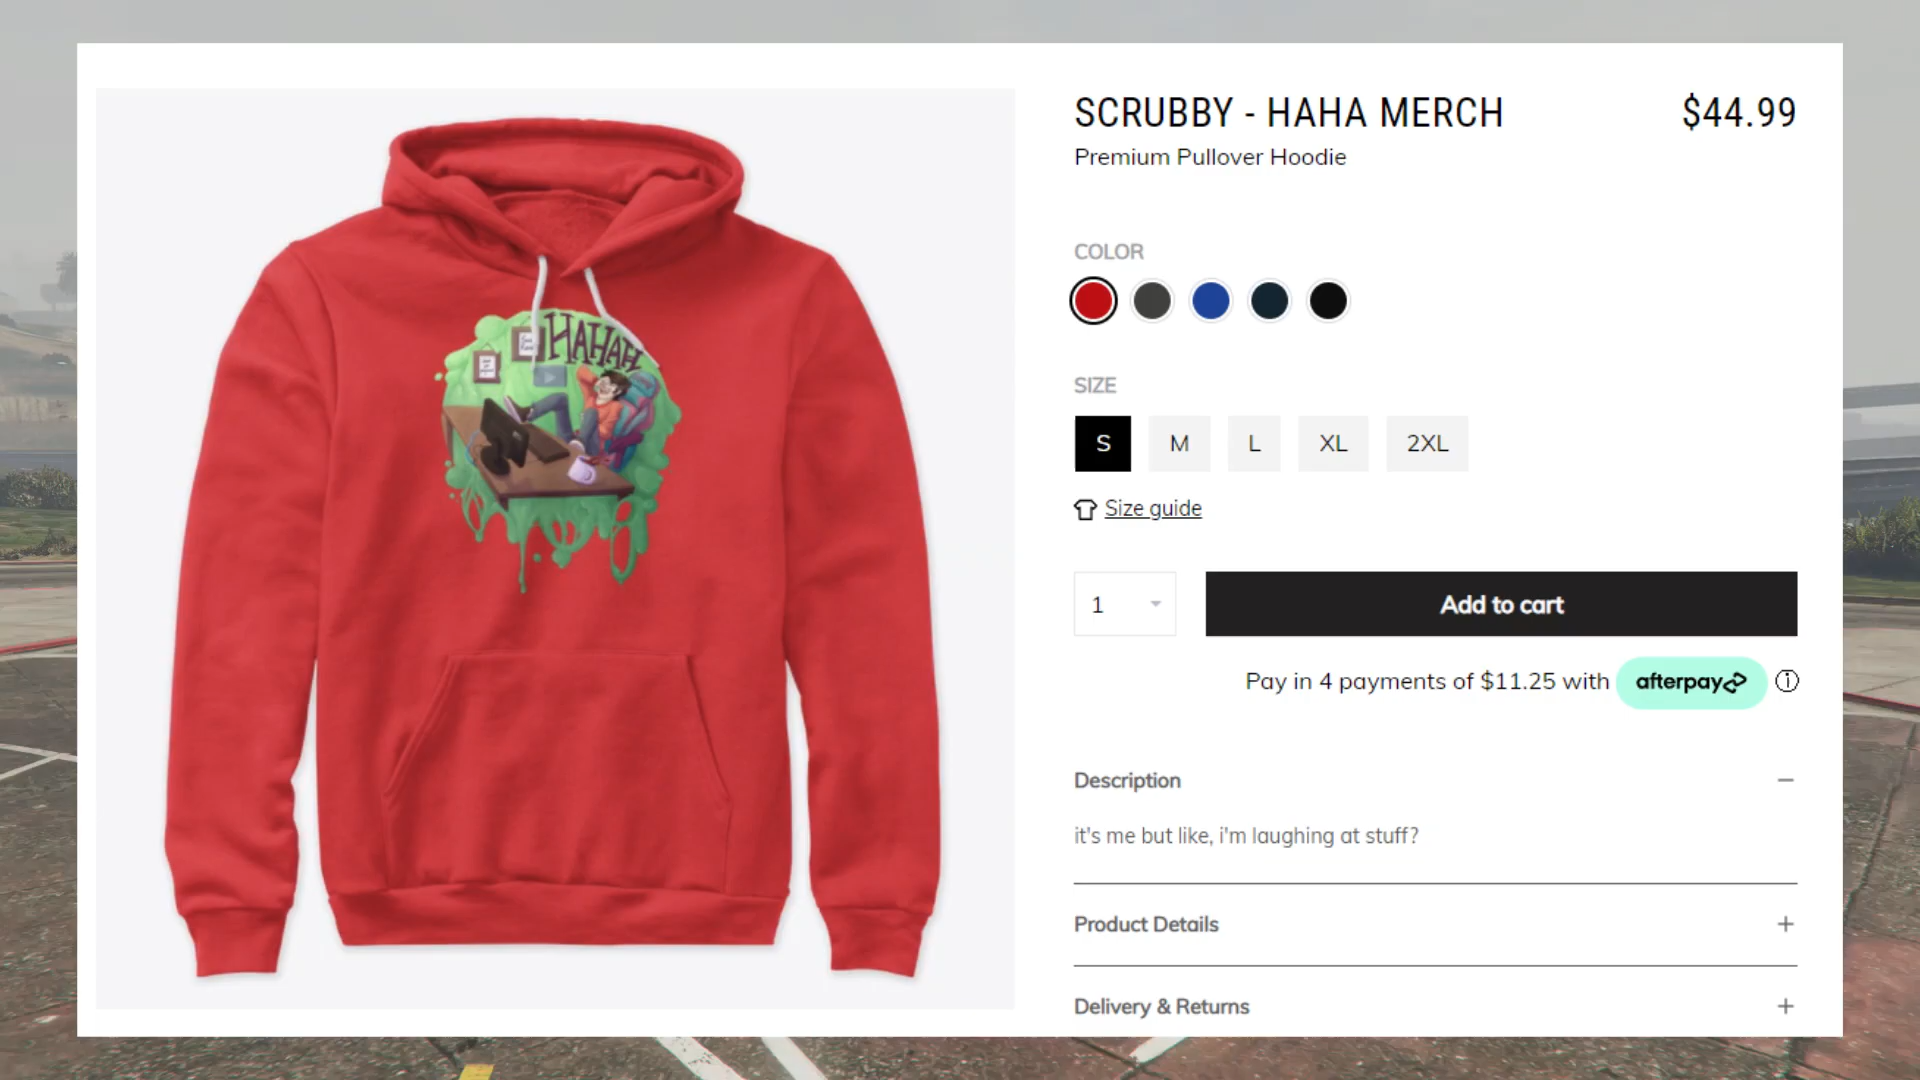 SCRUBBY - HAHA MERCH
$44.99
Premium Pullover Hoodie
COLOR
SIZE
S M L XL 2XL
Size guide
1
Add to cart
Pay in 4 payments of $11.25 with afterpay
Description
it's me but like, i'm laughing at stuff?
Product Details
Delivery & Returns
HAHAH